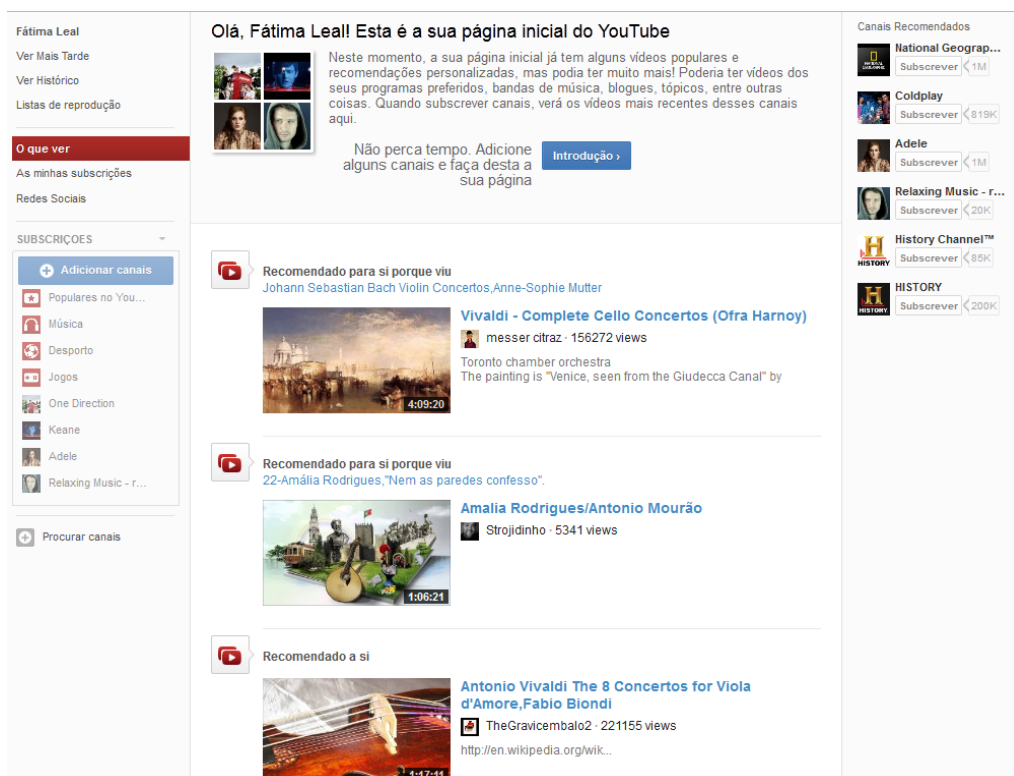 Fátima Leal
Ver Mais Tarde
Ver Histórico
Listas de reprodução
O que ver
As minhas subscrições
Redes Sociais
SUBSCRIÇOES
Adicionar canais
Populares no You...
Música
Desporto
Jogos
One Direction
Keane
Adele
Relaxing Music - r...
Procurar canais
Olá, Fátima Leal! Esta é a sua página inicial do YouTube
Neste momento, a sua página inicial já tem alguns vídeos populares e
recomendações personalizadas, mas podia ter muito mais! Poderia ter vídeos dos
seus programas preferidos, bandas de música, blogues, tópicos, entre outras
coisas. Quando subscrever canais, verá os vídeos mais recentes desses canais
aqui.
Não perca tempo. Adicione
alguns canais e faça desta a
sua página
Introdução ›
Recomendado para si porque viu
Johann Sebastian Bach Violin Concertos,Anne-Sophie Mutter
Vivaldi - Complete Cello Concertos (Ofra Harnoy)
messer citraz · 156272 views
Toronto chamber orchestra
The painting is "Venice, seen from the Giudecca Canal" by
4:09:20
Recomendado para si porque viu
22-Amália Rodrigues,"Nem as paredes confesso".
Amalia Rodrigues/Antonio Mourão
Strojidinho · 5341 views
1:06:21
Recomendado a si
Antonio Vivaldi The 8 Concertos for Viola
d'Amore,Fabio Biondi
TheGravicembalo2 · 221155 views
http://en.wikipedia.org/wik...
1:17:11
Canais Recomendados
National Geograp...
Subscrever 1M
Coldplay
Subscrever 819K
Adele
Subscrever 1M
Relaxing Music - r...
Subscrever 20K
History Channel™
Subscrever 85K
HISTORY
HISTORY
Subscrever 200K
HISTORY